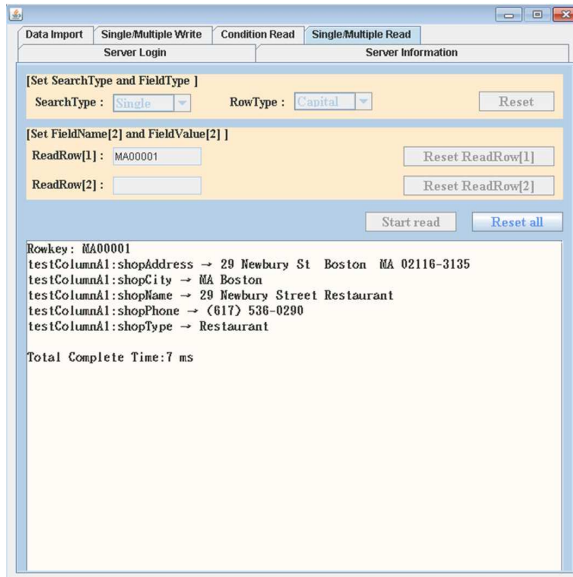 Data Import Single/Multiple Write Condition Read Single/Multiple Read
Server Login Server Information
[Set SearchType and FieldType ]
SearchType : Single RowType : Capital Reset
[Set FieldName[2] and FieldValue[2] ]
ReadRow[1] : MA00001 Reset ReadRow[1]
ReadRow[2] : Reset ReadRow[2]
Start read Reset all
Rowkey: MA00001
testColumnA1:shopAddress → 29 Newbury St Boston MA 02116-3135
testColumnA1:shopCity → MA Boston
testColumnA1:shopName → 29 Newbury Street Restaurant
testColumnA1:shopPhone → (617) 536-0290
testColumnA1:shopType → Restaurant
Total Complete Time:7 ms